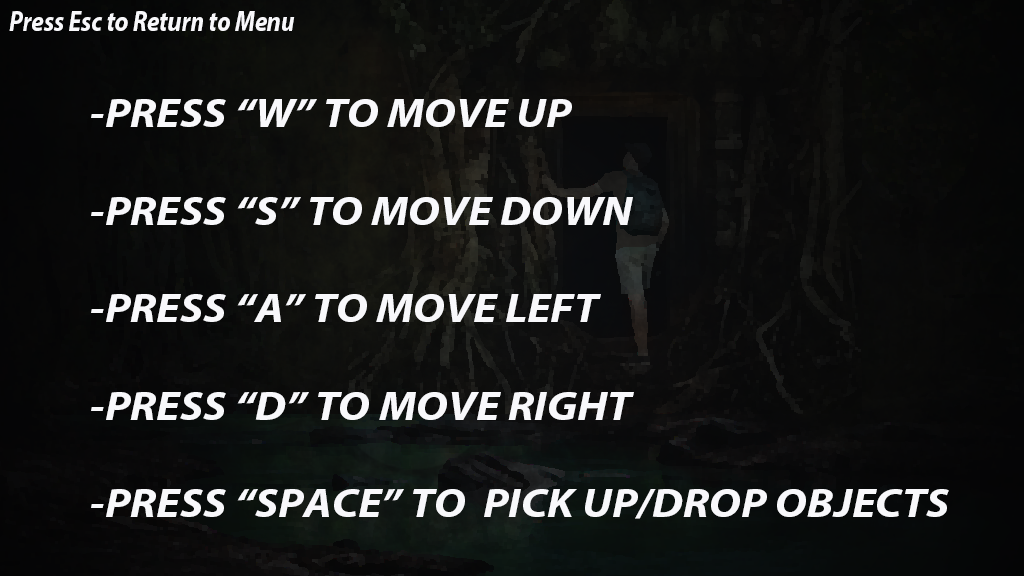 Press Esc to Return to Menu
-PRESS “W” TO MOVE UP
-PRESS “S” TO MOVE DOWN
-PRESS “A” TO MOVE LEFT
-PRESS “D” TO MOVE RIGHT
-PRESS “SPACE” TO  PICK UP/DROP OBJECTS